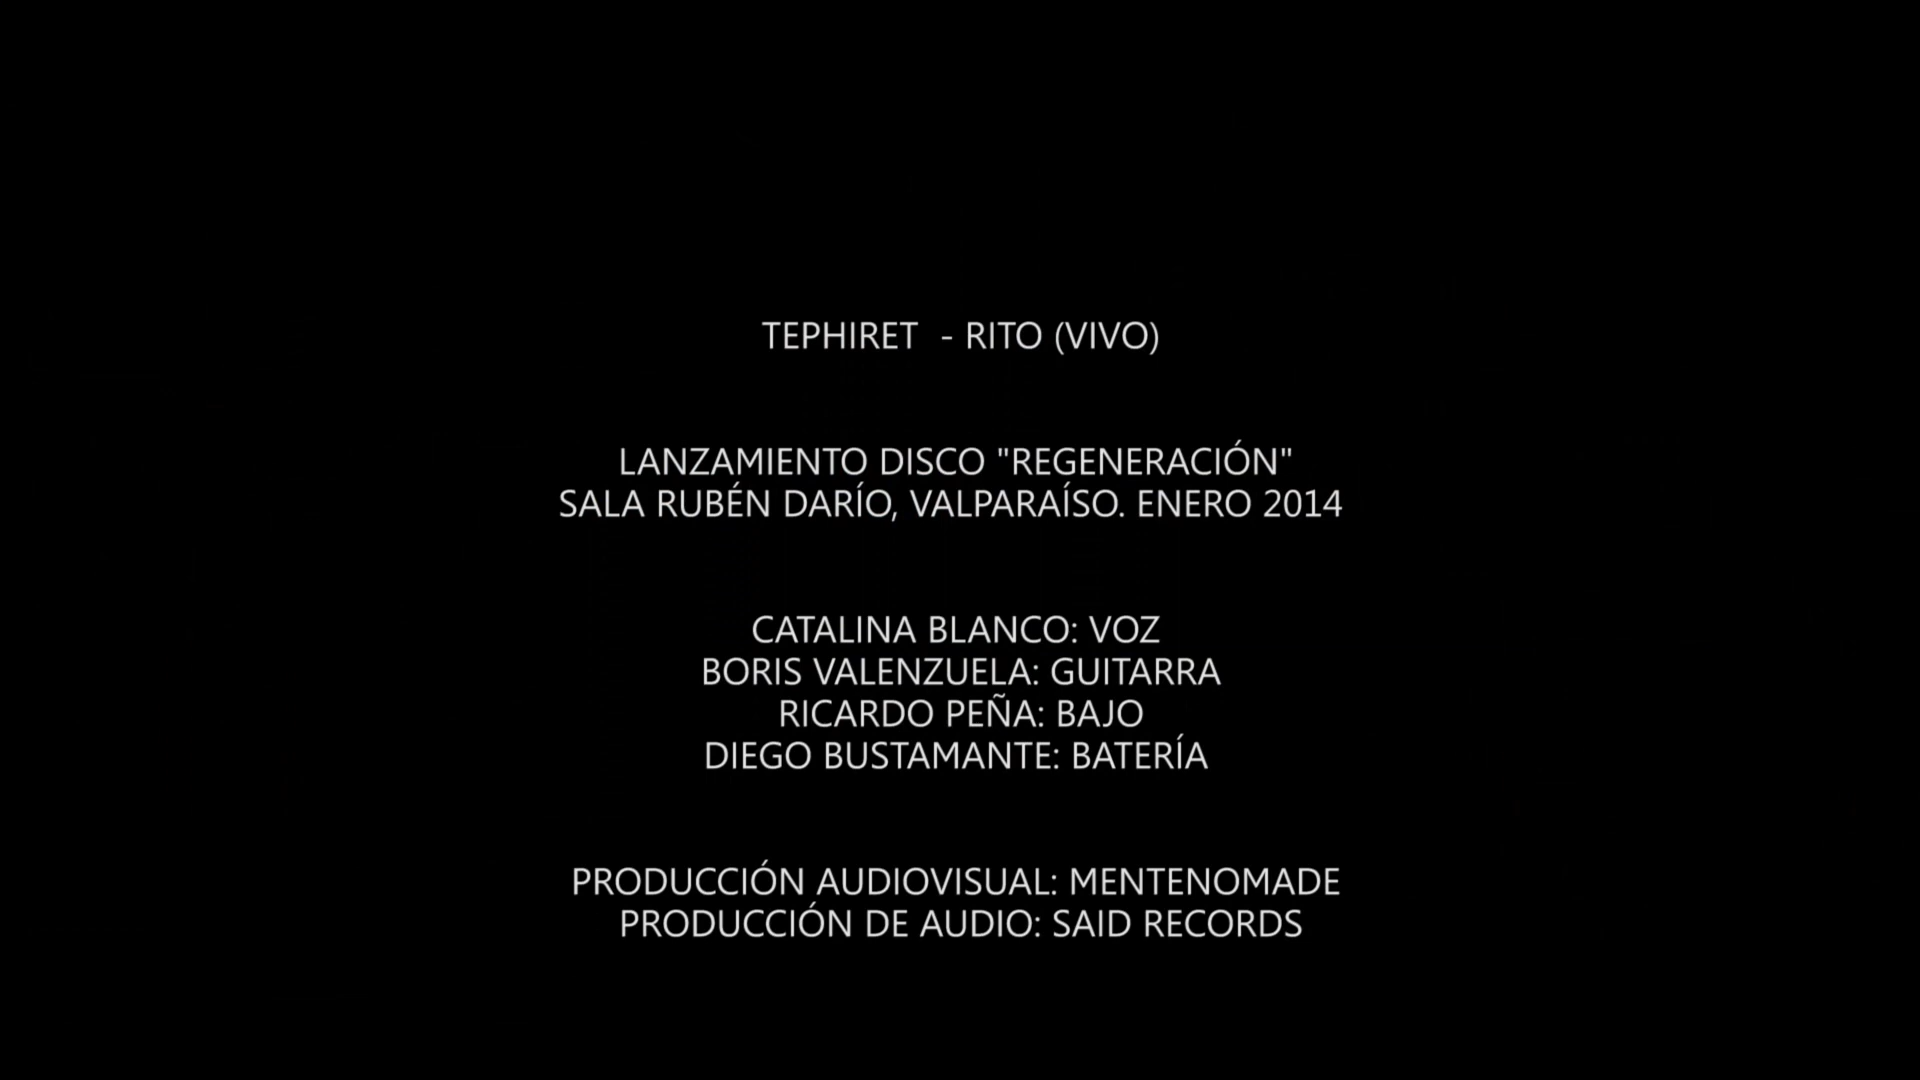 TEPHIRET  - RITO (VIVO)
LANZAMIENTO DISCO "REGENERACIÓN"
SALA RUBÉN DARÍO, VALPARAÍSO. ENERO 2014
CATALINA BLANCO: VOZ
BORIS VALENZUELA: GUITARRA
RICARDO PEÑA: BAJO
DIEGO BUSTAMANTE: BATERÍA
PRODUCCIÓN AUDIOVISUAL: MENTENOMADE
PRODUCCIÓN DE AUDIO: SAID RECORDS